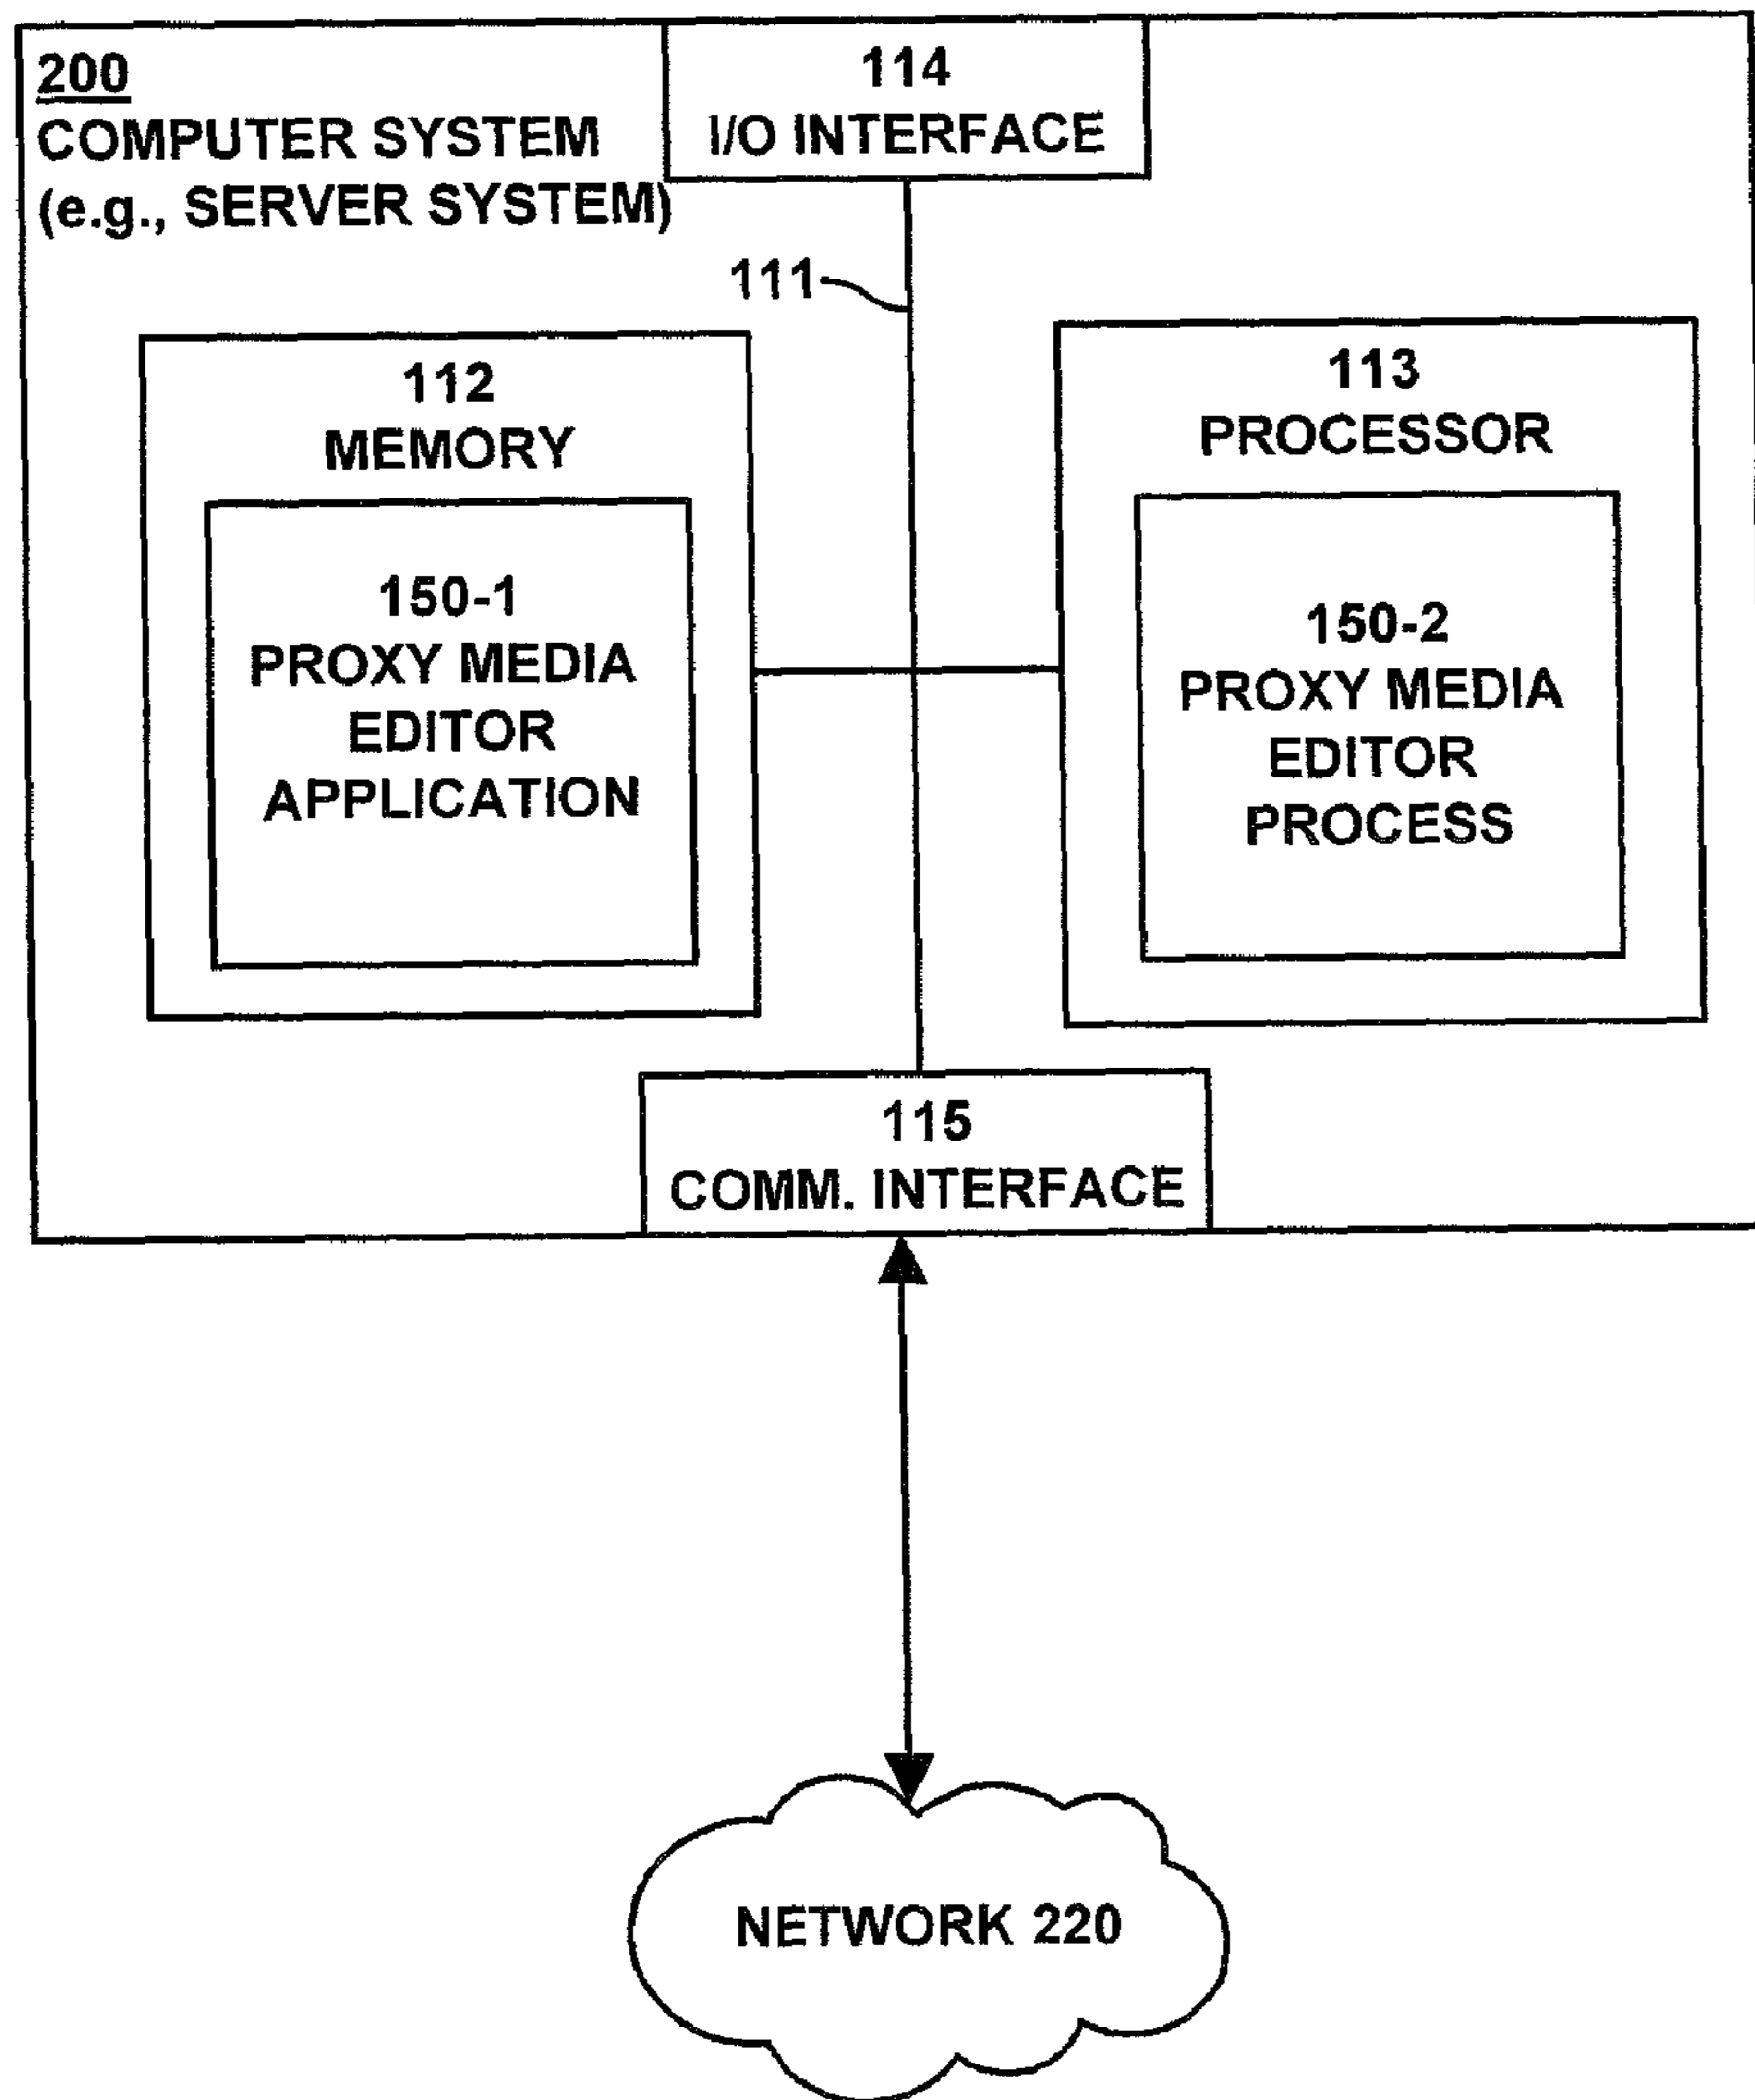 200
COMPUTER SYSTEM
(e.g., SERVER SYSTEM)
114
I/O INTERFACE
111
112
MEMORY
150-1
PROXY MEDIA
EDITOR
APPLICATION
113
PROCESSOR
150-2
PROXY MEDIA
EDITOR
PROCESS
115
COMM. INTERFACE
NETWORK 220